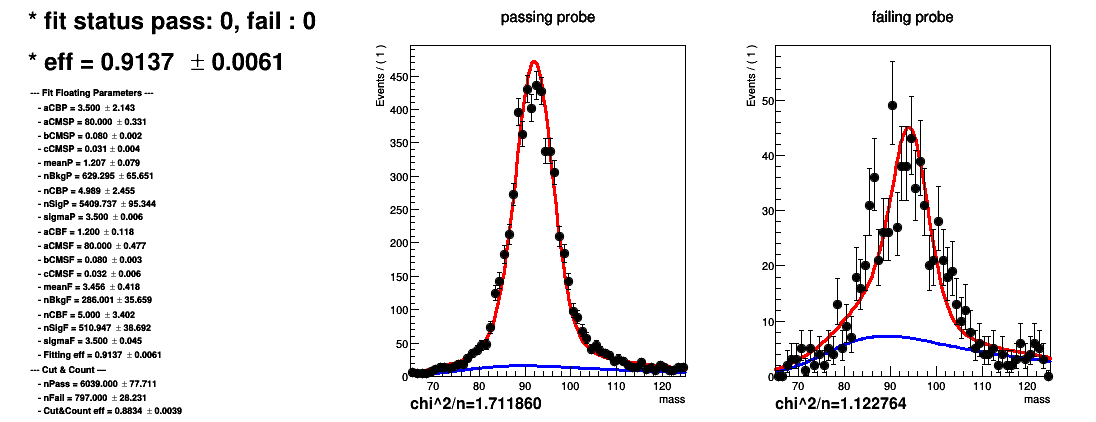 * fit status pass: 0, fail : 0
* eff = 0.9137 ± 0.0061
--- Fit Floating Parameters ---
- aCBP = 3.500 ± 2.143
- aCMSP = 80.000 ± 0.331
- bCMSP = 0.080 ± 0.002
- cCMSP = 0.031 ± 0.004
- meanP = 1.207 ± 0.079
- nBkgP = 629.295 ± 65.651
- nCBP = 4.989 ± 2.455
- nSigP = 5409.737 ± 95.344
- sigmaP = 3.500 ± 0.006
- aCBF = 1.200 ± 0.118
- aCMSF = 80.000 ± 0.477
- bCMSF = 0.080 ± 0.003
- cCMSF = 0.032 ± 0.006
- meanF = 3.456 ± 0.418
- nBkgF = 286.001 ± 35.659
- nCBF = 5.000 ± 3.402
- nSigF = 510.947 ± 38.692
- sigmaF = 3.500 ± 0.045
- Fitting eff = 0.9137 ± 0.0061
--- Cut & Count ---
- nPass = 6039.000 ± 77.711
- nFail = 797.000 ± 28.231
- Cut&Count eff = 0.8834 ± 0.0039
passing probe
Events / ( 1 )
450
400
350
300
250
200
150
100
50
0
70 80 90 100 110 120
mass
chi^2/n=1.711860
failing probe
Events / ( 1 )
50
40
30
20
10
0
70 80 90 100 110 120
mass
chi^2/n=1.122764